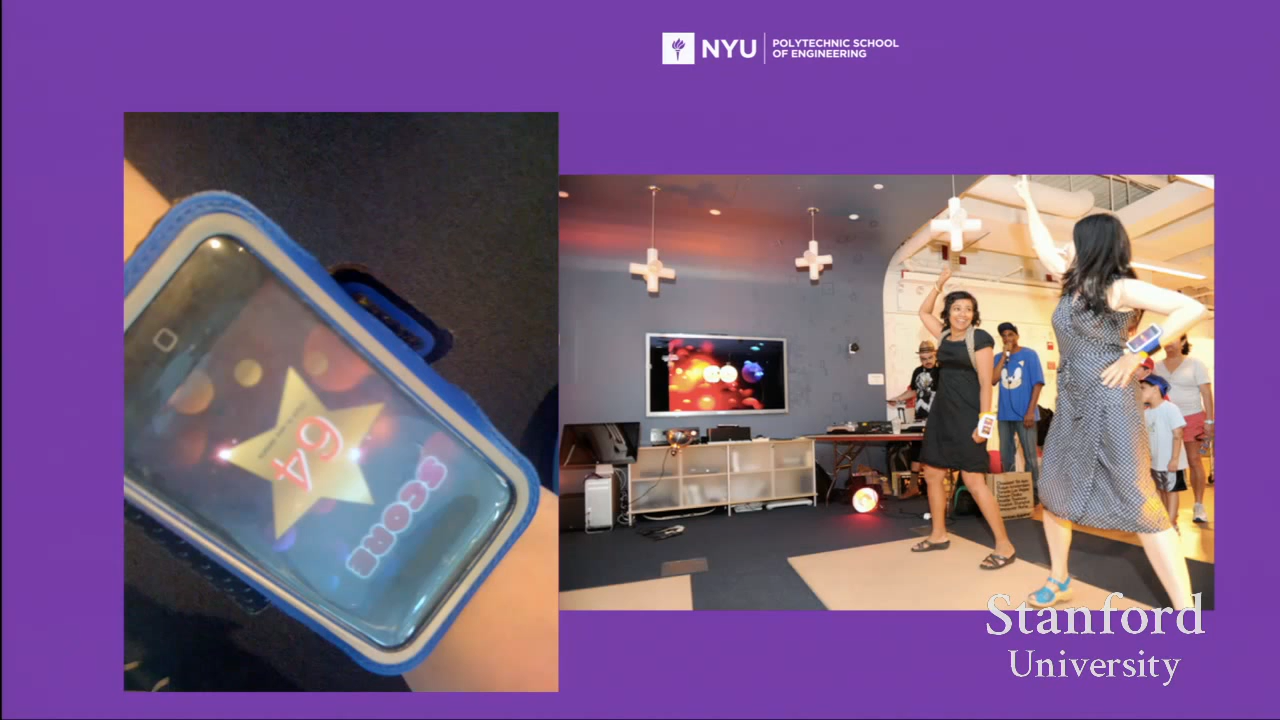 NYU
POLYTECHNIC SCHOOL
OF ENGINEERING
64
SCORE
Stanford
University